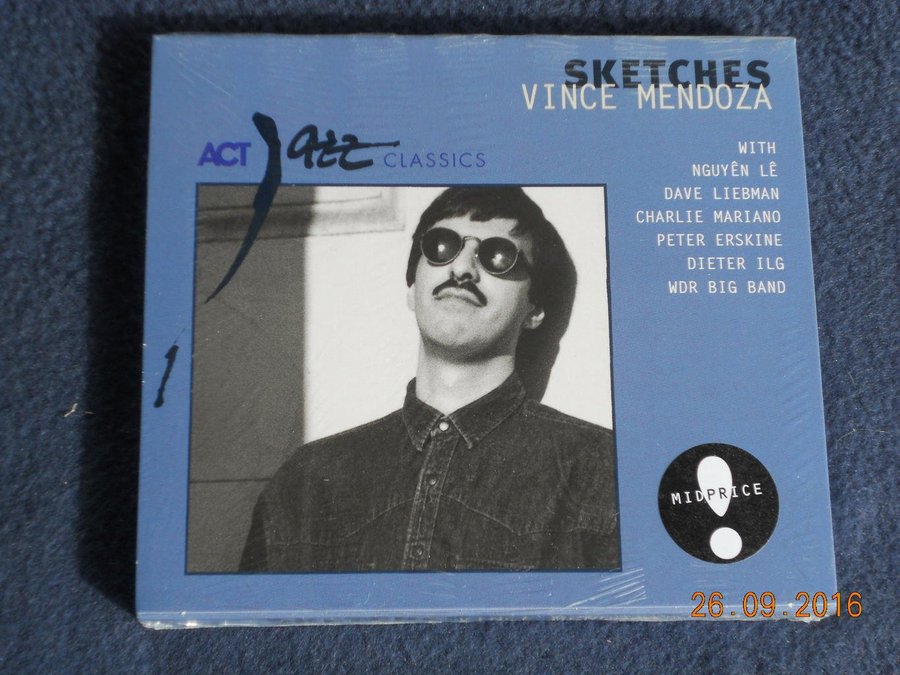 SKETCHES
VINCE MENDOZA
ACT Jazz CLASSICS
WITH
NGUYÊN LÊ
DAVE LIEBMAN
CHARLIE MARIANO
PETER ERSKINE
DIETER ILG
WDR BIG BAND
MIDPRICE
26.09.2016